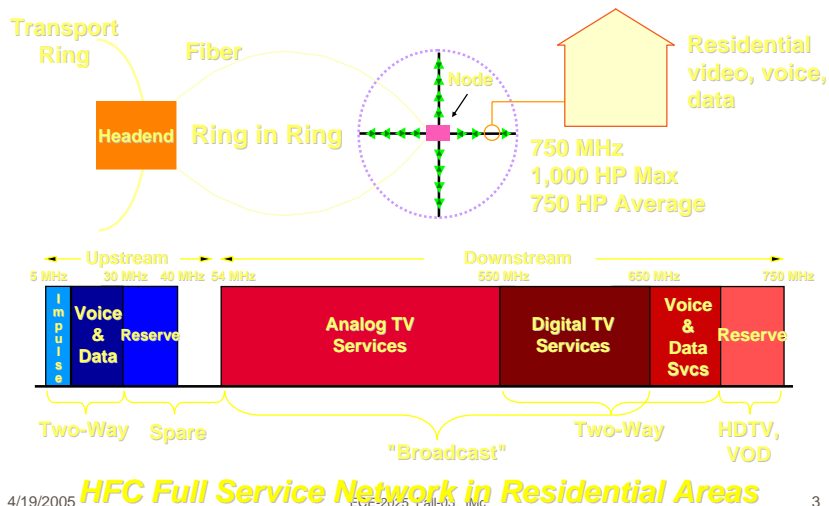 Transport
Ring
Fiber
Node
Residential
video, voice,
data
Headend
Ring in Ring
750 MHz
1,000 HP Max
750 HP Average
Upstream
Downstream
5 MHz
30 MHz
40 MHz
54 MHz
550 MHz
650 MHz
750 MHz
Impulse
Voice
&
Data
Reserve
Analog TV
Services
Digital TV
Services
Voice
&
Data
Svcs
Reserve
Two-Way
Spare
"Broadcast"
Two-Way
HDTV,
VOD
4/19/2005
HFC Full Service Network in Residential Areas
3